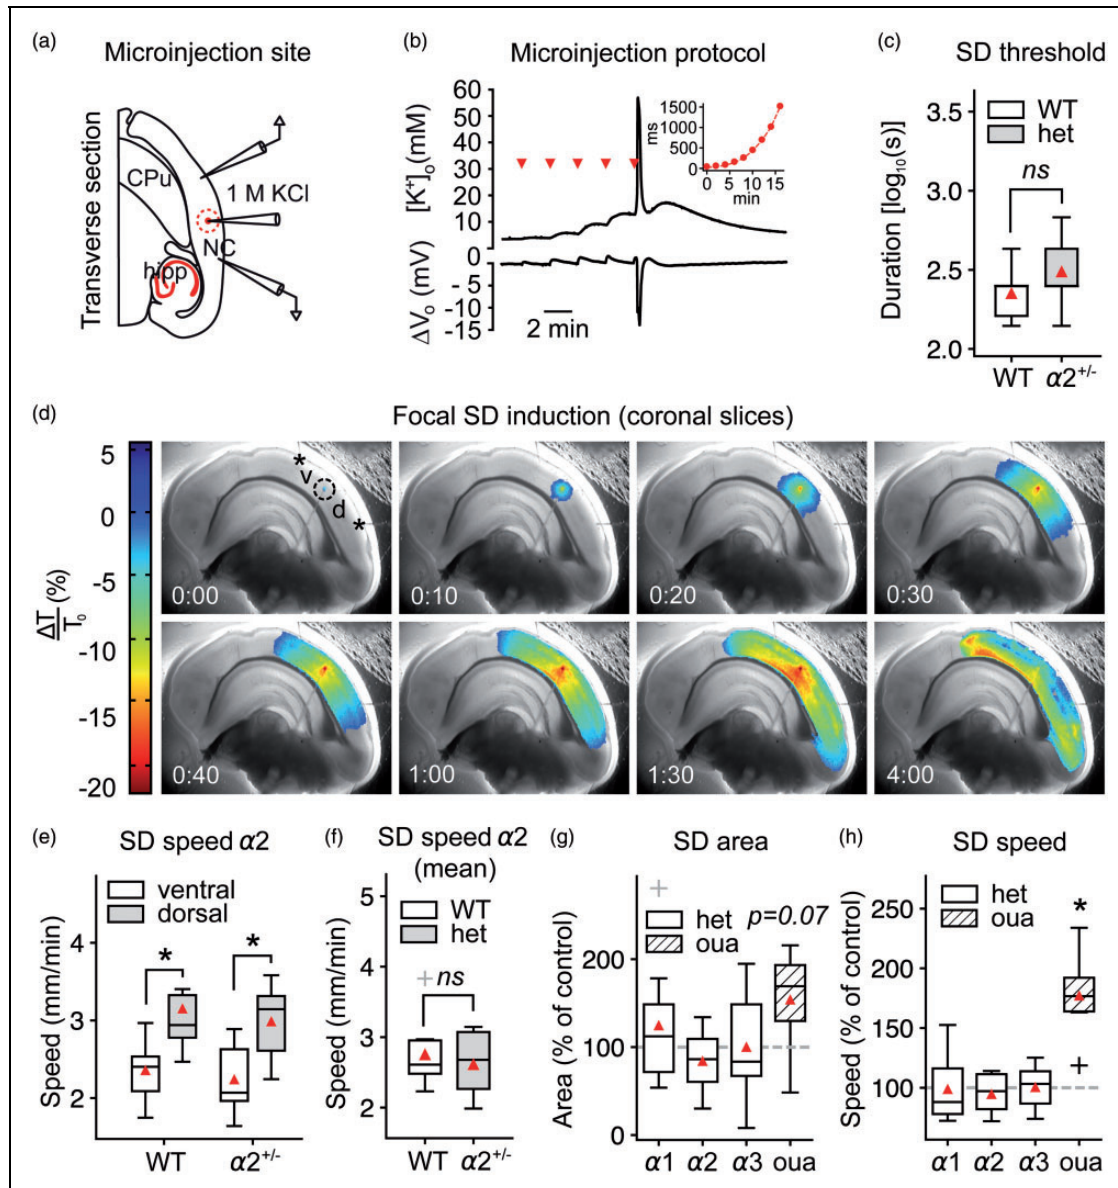 (a)
Microinjection site
Transverse section
CPu
1 M KCl
NC
hipp
(b)
Microinjection protocol
[K⁺]ₒ(mM)
60
50
40
30
20
10
0
ms
1500
1000
500
0
0 5 10 15
min
ΔVₒ (mV)
0
-5
-10
-15
2 min
(c)
SD threshold
Duration [log₁₀(s)]
3.5
3.0
2.5
2.0
WT
het
ns
WT α2⁺/⁻
(d)
Focal SD induction (coronal slices)
ΔT/T₀ (%)
5
0
-5
-10
-15
-20
* v d *
0:00
0:10
0:20
0:30
0:40
1:00
1:30
4:00
(e)
SD speed α2
Speed (mm/min)
4
3
2
ventral
dorsal
* *
WT α2⁺/⁻
(f)
SD speed α2
(mean)
Speed (mm/min)
5
4
3
2
WT
het
ns
WT α2⁺/⁻
(g)
SD area
Area (% of control)
200
100
0
het
oua
p=0.07
α1 α2 α3 oua
(h)
SD speed
Speed (% of control)
250
200
150
100
het
oua
*
α1 α2 α3 oua